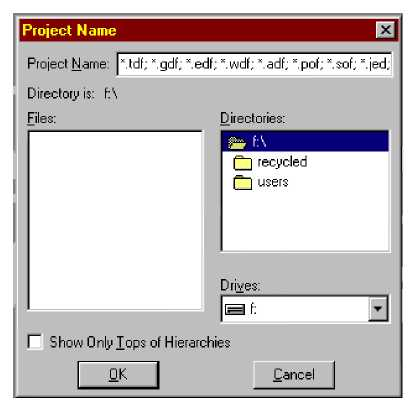 Project Name
Project Name: *.tdf; *.gdf; *.edf; *.wdf; *.adf; *.pof; *.sof; *.jed;
Directory is: f:\
Files:
Directories:
f:\
recycled
users
Drives:
f:
Show Only Tops of Hierarchies
OK
Cancel